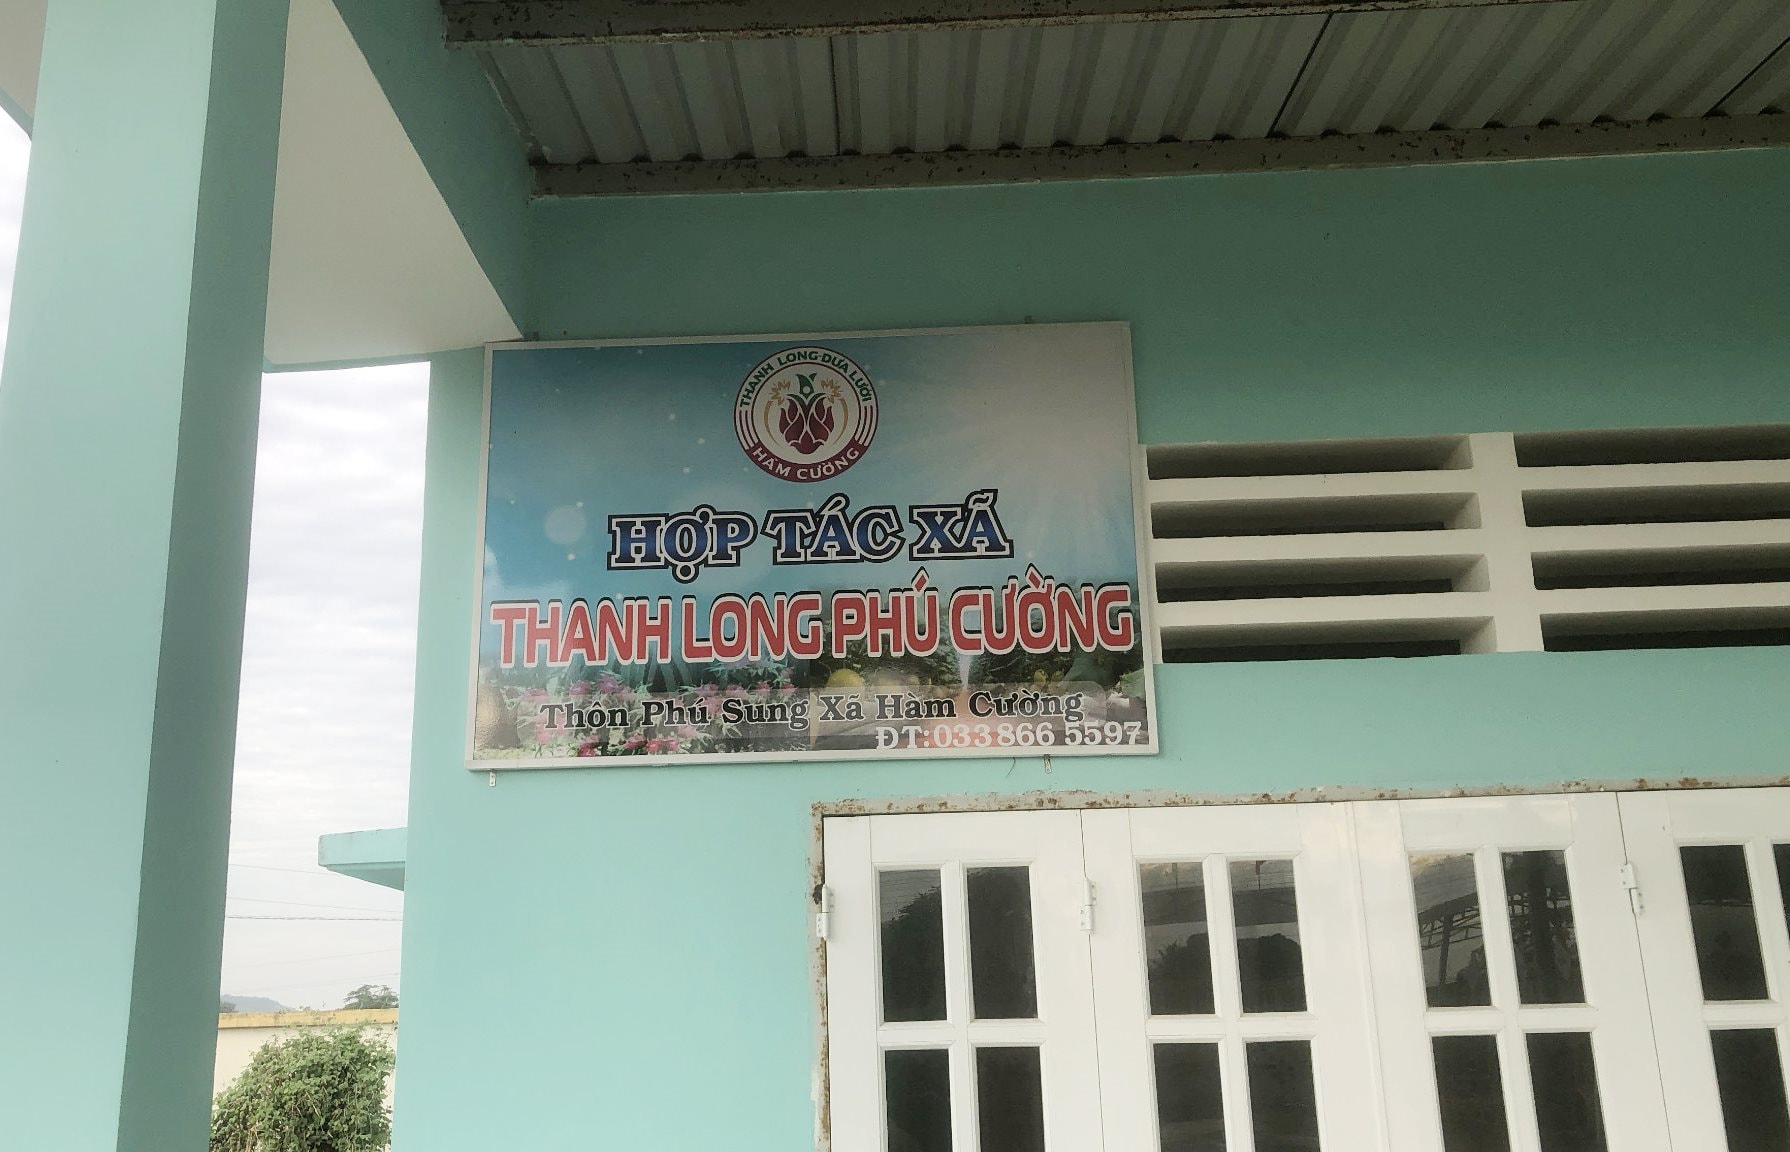 THANH LONG-DƯA LƯỚI
HÀM CƯỜNG
HỢP TÁC XÃ
THANH LONG PHÚ CƯỜNG
Thôn Phú Sung Xã Hàm Cường
ĐT:033 866 5597